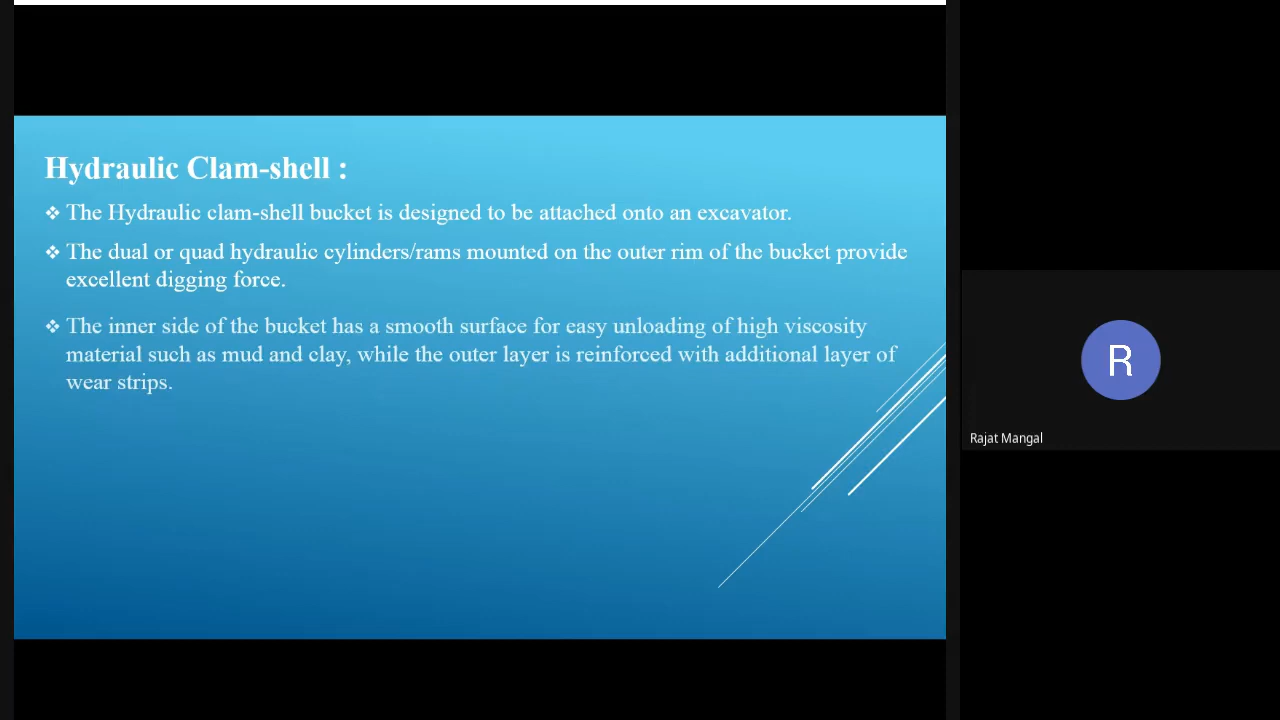 Hydraulic Clam-shell :
❖ The Hydraulic clam-shell bucket is designed to be attached onto an excavator.
❖ The dual or quad hydraulic cylinders/rams mounted on the outer rim of the bucket provide
excellent digging force.
❖ The inner side of the bucket has a smooth surface for easy unloading of high viscosity
material such as mud and clay, while the outer layer is reinforced with additional layer of
wear strips.
R
Rajat Mangal